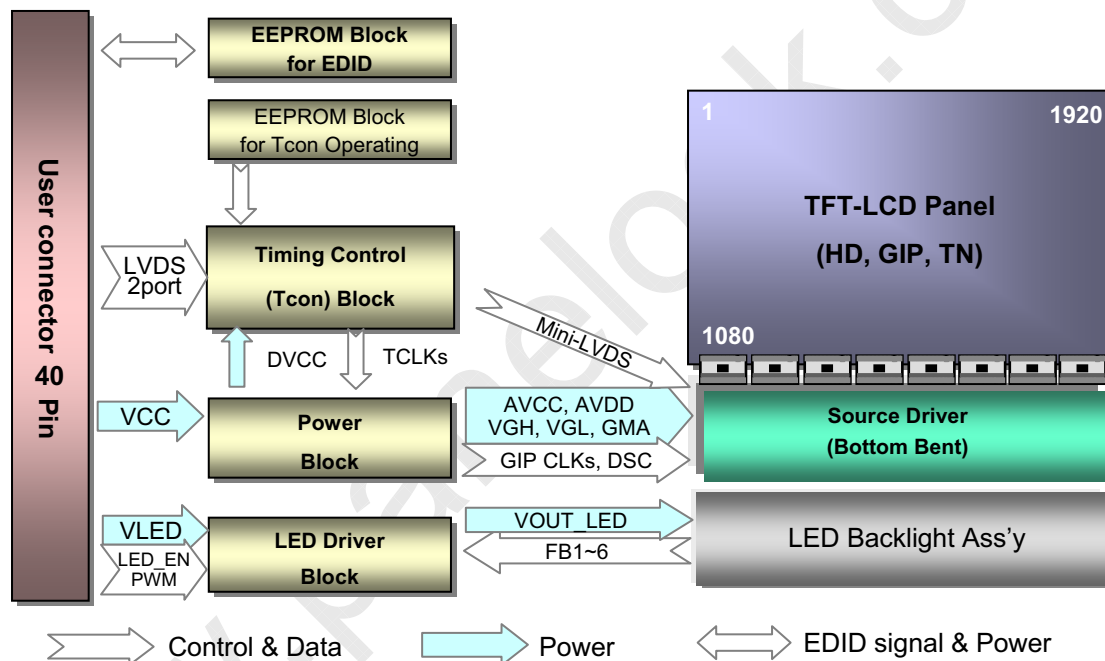 User connector 40 Pin
EEPROM Block
for EDID
EEPROM Block
for Tcon Operating
1
1920
TFT-LCD Panel
(HD, GIP, TN)
1080
LVDS
2port
Timing Control
(Tcon) Block
Mini-LVDS
DVCC
TCLKs
VCC
Power
Block
AVCC, AVDD
VGH, VGL, GMA
GIP CLKs, DSC
Source Driver
(Bottom Bent)
VLED
LED_EN
PWM
LED Driver
Block
VOUT_LED
FB1~6
LED Backlight Ass’y
Control & Data
Power
EDID signal & Power